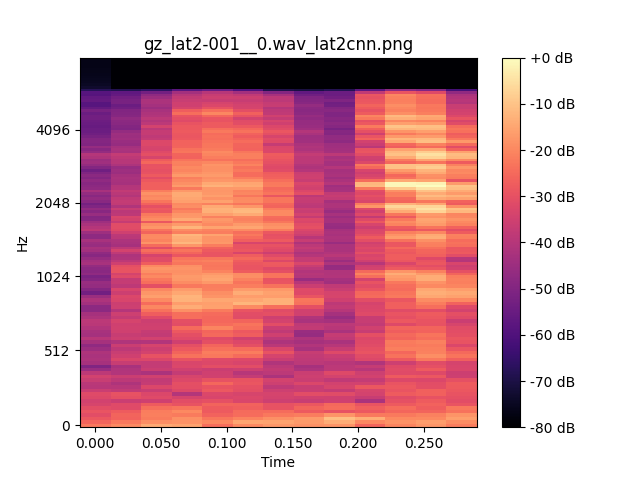 gz_lat2-001__0.wav_lat2cnn.png
Hz
4096
2048
1024
512
0
0.000 0.050 0.100 0.150 0.200 0.250
Time
+0 dB
-10 dB
-20 dB
-30 dB
-40 dB
-50 dB
-60 dB
-70 dB
-80 dB